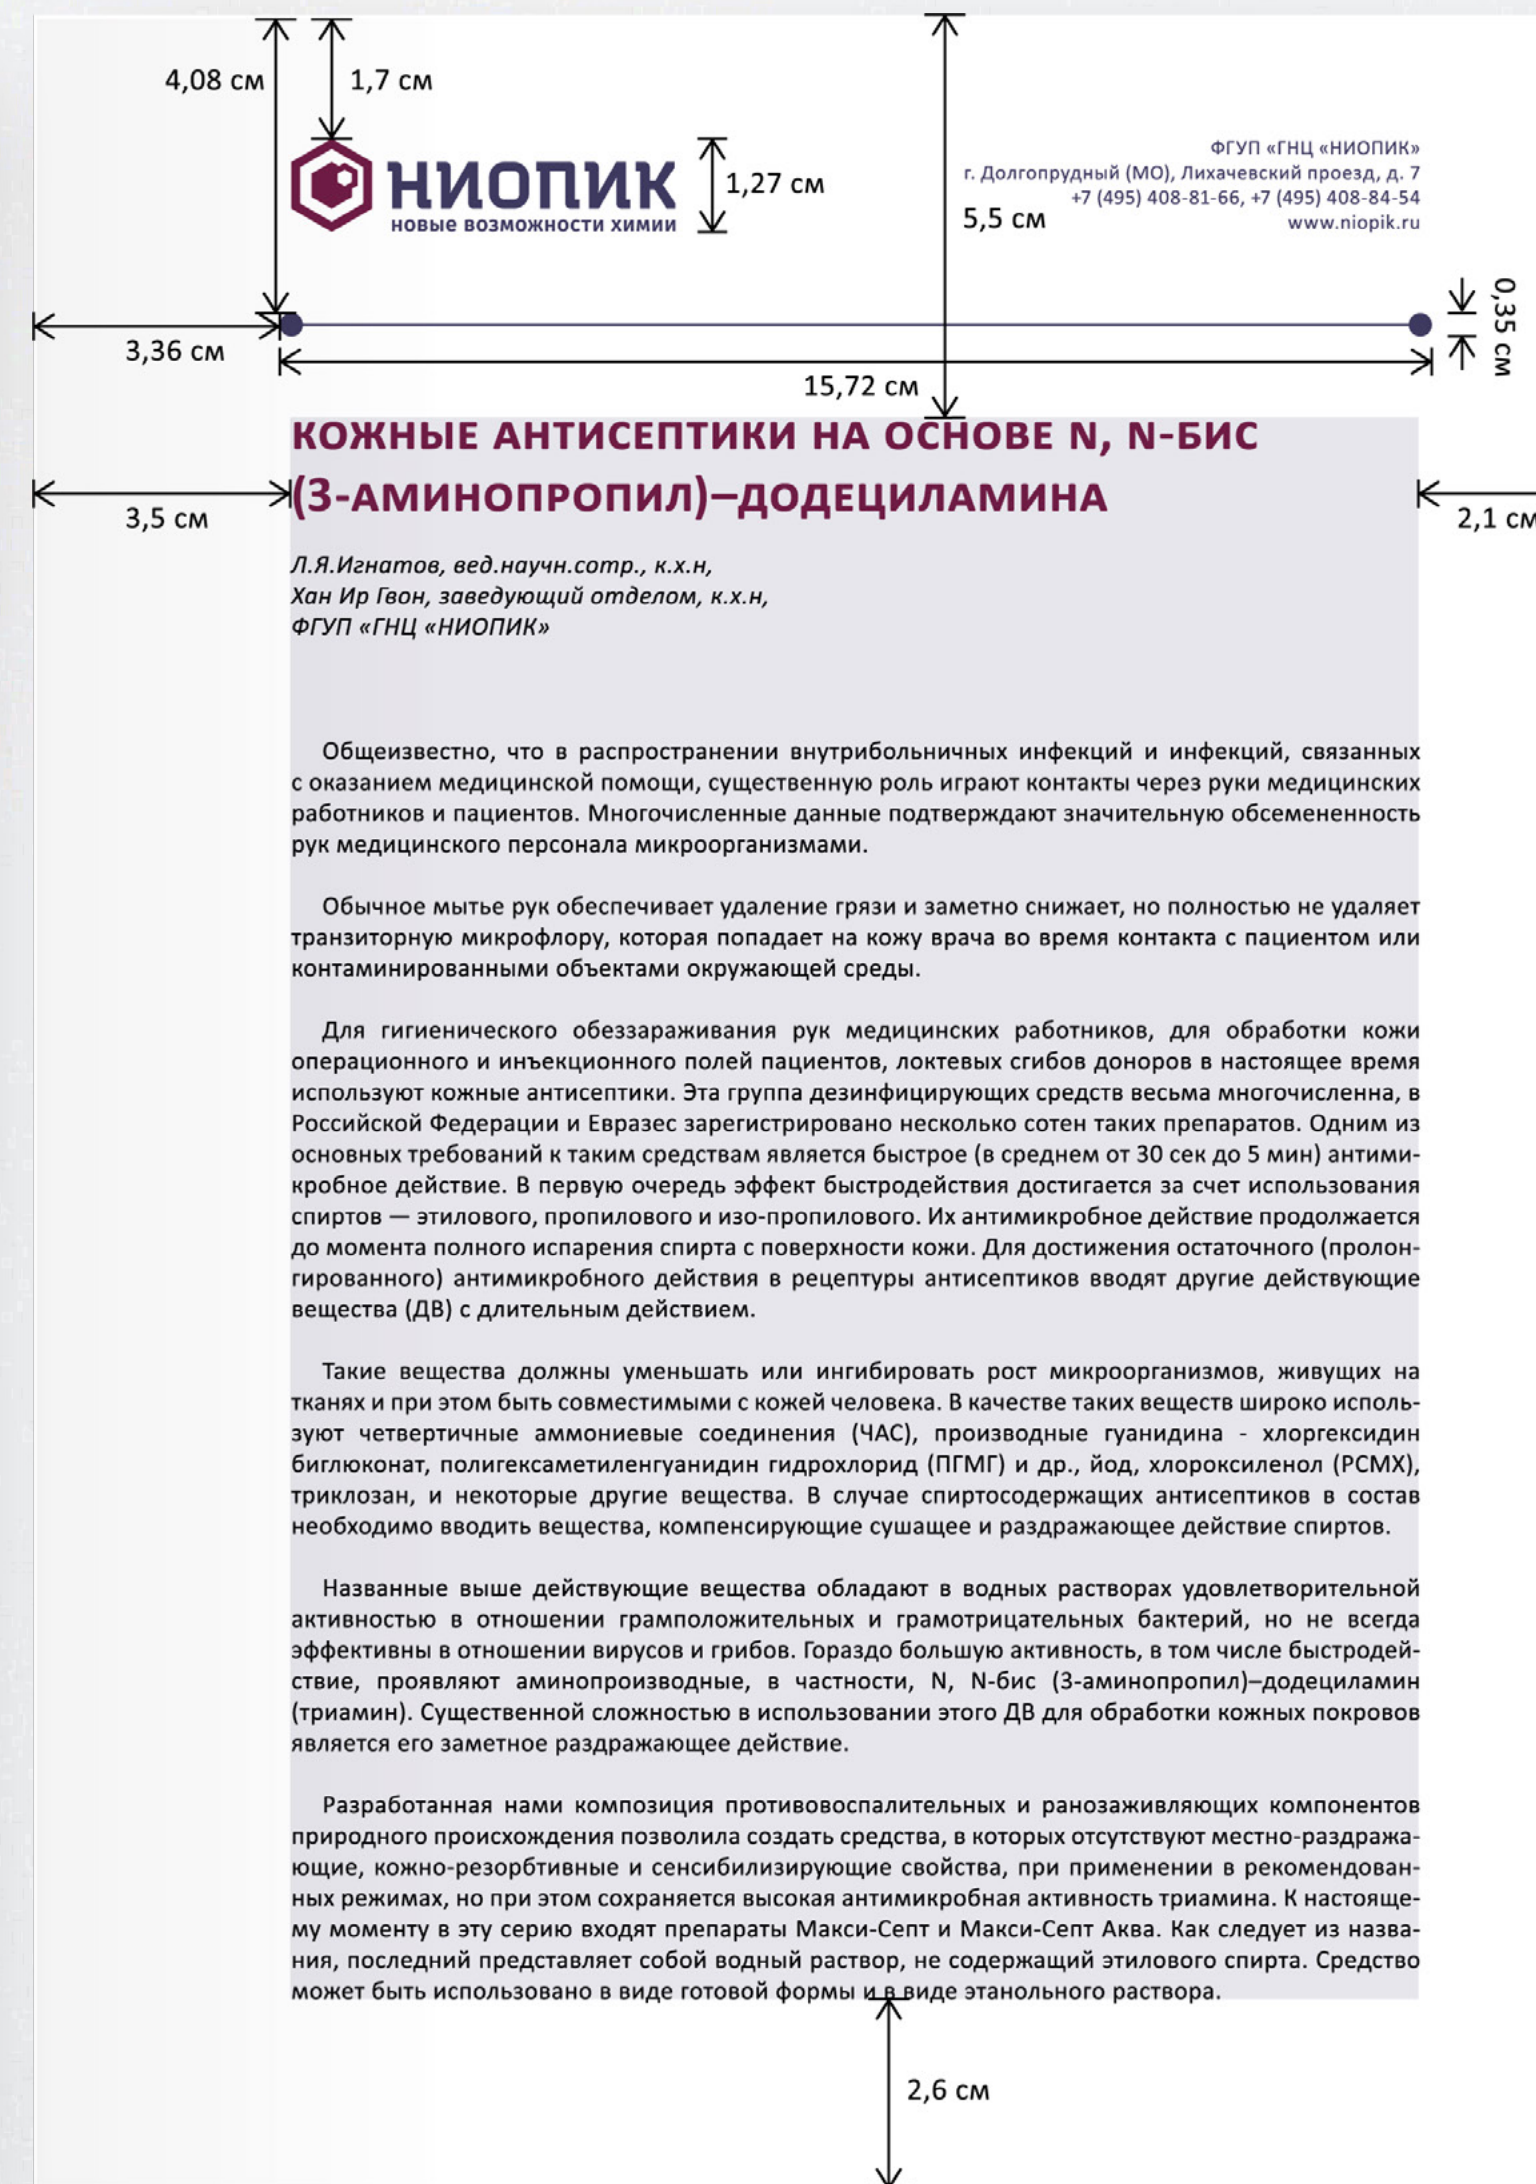 4,08 см
1,7 см
НИОПИК
НОВЫЕ ВОЗМОЖНОСТИ ХИМИИ
1,27 см
ФГУП «ГНЦ «НИОПИК»
г. Долгопрудный (МО), Лихачевский проезд, д. 7
+7 (495) 408-81-66, +7 (495) 408-84-54
www.niopik.ru
5,5 см
0,35 см
3,36 см
15,72 см
КОЖНЫЕ АНТИСЕПТИКИ НА ОСНОВЕ N, N-БИС
(3-АМИНОПРОПИЛ)–ДОДЕЦИЛАМИНА
3,5 см
2,1 см
Л.Я.Игнатов, вед.научн.сотр., к.х.н,
Хан Ир Гвон, заведующий отделом, к.х.н,
ФГУП «ГНЦ «НИОПИК»
Общеизвестно, что в распространении внутрибольничных инфекций и инфекций, связанных
с оказанием медицинской помощи, существенную роль играют контакты через руки медицинских
работников и пациентов. Многочисленные данные подтверждают значительную обсемененность
рук медицинского персонала микроорганизмами.
Обычное мытье рук обеспечивает удаление грязи и заметно снижает, но полностью не удаляет
транзиторную микрофлору, которая попадает на кожу врача во время контакта с пациентом или
контаминированными объектами окружающей среды.
Для гигиенического обеззараживания рук медицинских работников, для обработки кожи
операционного и инъекционного полей пациентов, локтевых сгибов доноров в настоящее время
используют кожные антисептики. Эта группа дезинфицирующих средств весьма многочисленна, в
Российской Федерации и Евразес зарегистрировано несколько сотен таких препаратов. Одним из
основных требований к таким средствам является быстрое (в среднем от 30 сек до 5 мин) антими-
кробное действие. В первую очередь эффект быстродействия достигается за счет использования
спиртов — этилового, пропилового и изо-пропилового. Их антимикробное действие продолжается
до момента полного испарения спирта с поверхности кожи. Для достижения остаточного (пролон-
гированного) антимикробного действия в рецептуры антисептиков вводят другие действующие
вещества (ДВ) с длительным действием.
Такие вещества должны уменьшать или ингибировать рост микроорганизмов, живущих на
тканях и при этом быть совместимыми с кожей человека. В качестве таких веществ широко исполь-
зуют четвертичные аммониевые соединения (ЧАС), производные гуанидина - хлоргексидин
биглюконат, полигексаметиленгуанидин гидрохлорид (ПГМГ) и др., йод, хлороксиленол (РСМХ),
триклозан, и некоторые другие вещества. В случае спиртосодержащих антисептиков в состав
необходимо вводить вещества, компенсирующие сушащее и раздражающее действие спиртов.
Названные выше действующие вещества обладают в водных растворах удовлетворительной
активностью в отношении грамположительных и грамотрицательных бактерий, но не всегда
эффективны в отношении вирусов и грибов. Гораздо большую активность, в том числе быстродей-
ствие, проявляют аминопроизводные, в частности, N, N-бис (3-аминопропил)–додециламин
(триамин). Существенной сложностью в использовании этого ДВ для обработки кожных покровов
является его заметное раздражающее действие.
Разработанная нами композиция противовоспалительных и ранозаживляющих компонентов
природного происхождения позволила создать средства, в которых отсутствуют местно-раздража-
ющие, кожно-резорбтивные и сенсибилизирующие свойства, при применении в рекомендован-
ных режимах, но при этом сохраняется высокая антимикробная активность триамина. К настояще-
му моменту в эту серию входят препараты Макси-Септ и Макси-Септ Аква. Как следует из назва-
ния, последний представляет собой водный раствор, не содержащий этилового спирта. Средство
может быть использовано в виде готовой формы и в виде этанольного раствора.
2,6 см